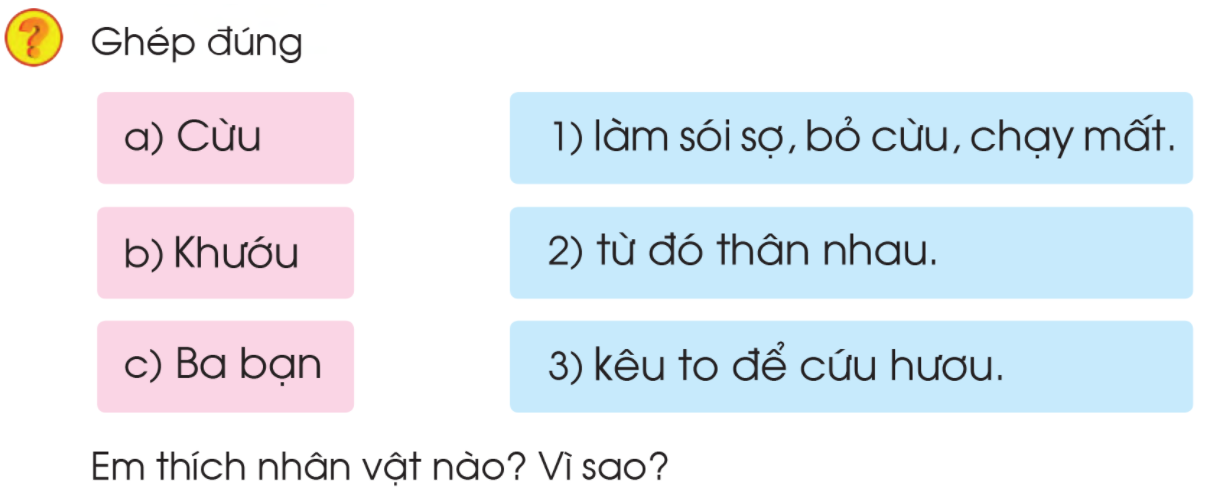 ? Ghép đúng
a) Cừu
1) làm sói sợ, bỏ cừu, chạy mất.
b) Khướu
2) từ đó thân nhau.
c) Ba bạn
3) kêu to để cứu hươu.
Em thích nhân vật nào? Vì sao?